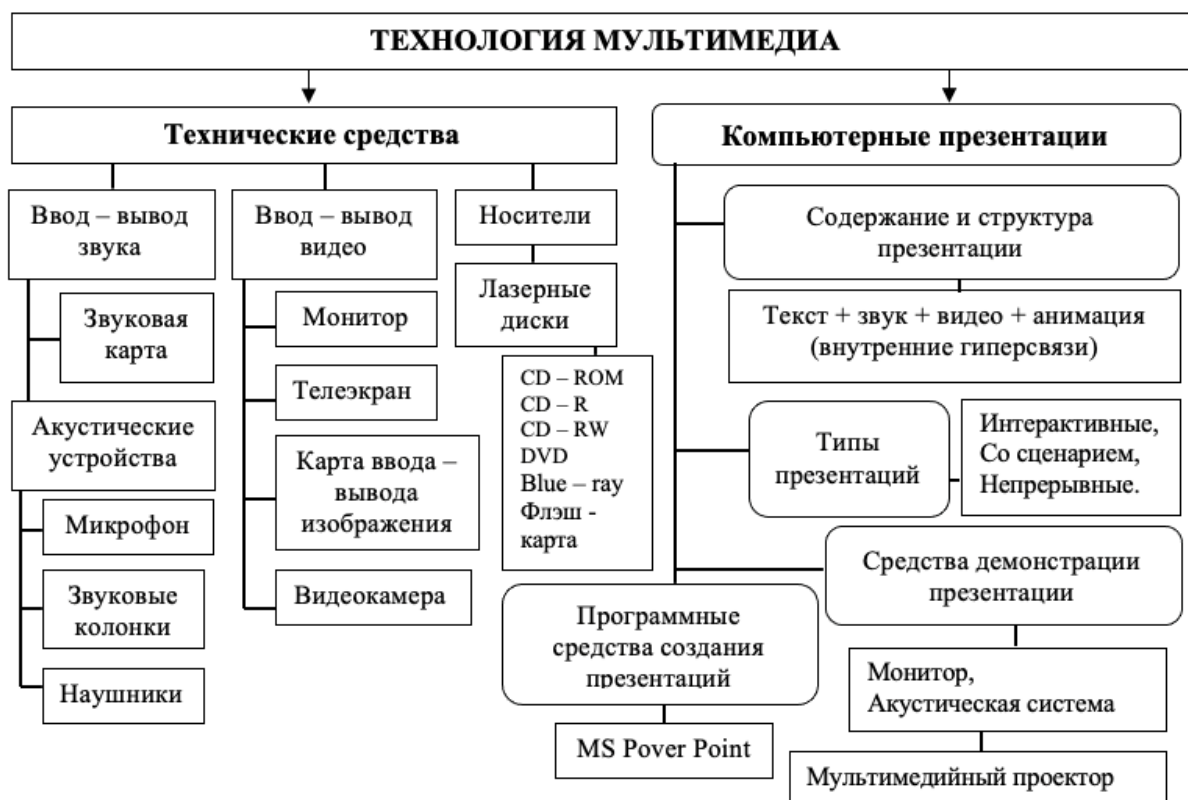 ТЕХНОЛОГИЯ МУЛЬТИМЕДИА
Технические средства
Ввод – вывод
звука
Звуковая
карта
Акустические
устройства
Микрофон
Звуковые
колонки
Наушники
Ввод – вывод
видео
Монитор
Телеэкран
Карта ввода –
вывода
изображения
Видеокамера
Носители
Лазерные
диски
CD – ROM
CD – R
CD – RW
DVD
Blue – ray
Флэш -
карта
Компьютерные презентации
Содержание и структура
презентации
Текст + звук + видео + анимация
(внутренние гиперсвязи)
Типы
презентаций
Интерактивные,
Со сценарием,
Непрерывные.
Средства демонстрации
презентации
Монитор,
Акустическая система
Мультимедийный проектор
Программные
средства создания
презентаций
MS Pover Point